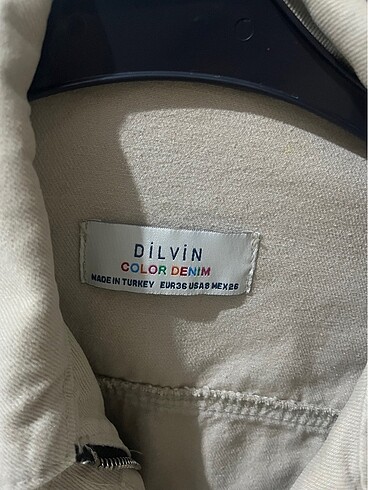 DİLVİN
COLOR DENIM
MADE IN TURKEY EUR36 USA8 MEX26